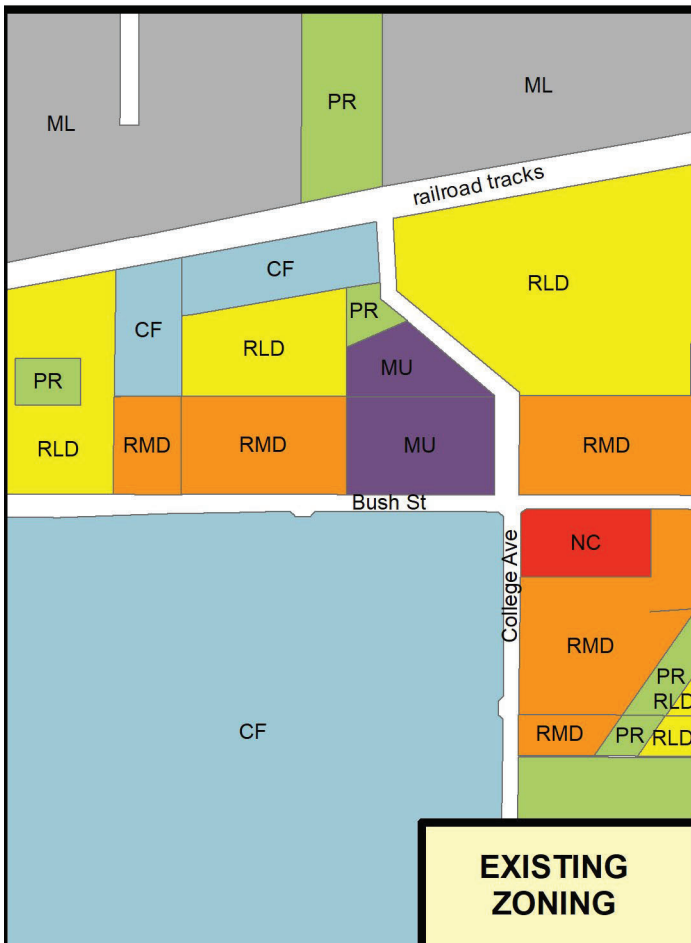 ML
PR
ML
railroad tracks
CF
RLD
PR
CF
RLD
MU
PR
RLD
RMD
RMD
MU
RMD
Bush St
College Ave
NC
RMD
PR
RLD
CF
RMD
PR
RLD
EXISTING
ZONING